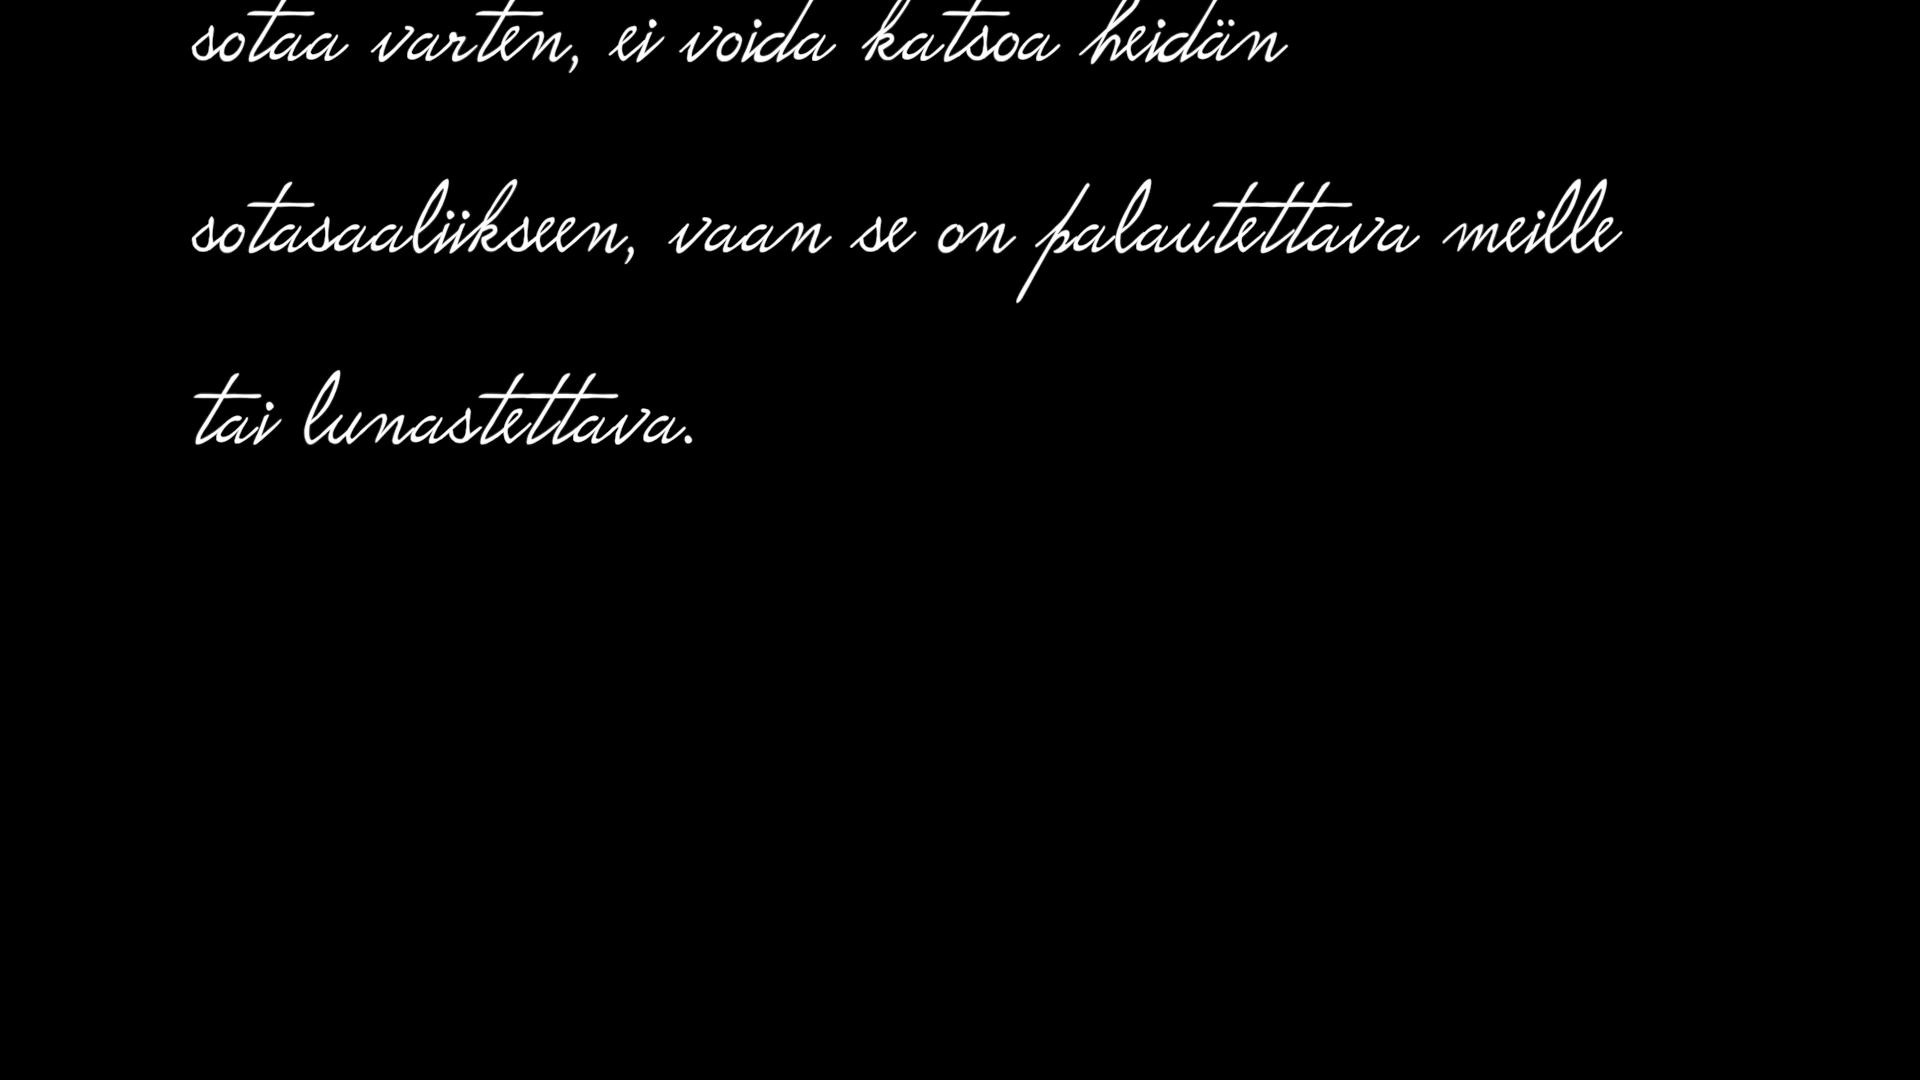 sotaa varten, ei voida katsoa heidän
sotasaaliikseen, vaan se on palautettava meille
tai lunastettava.